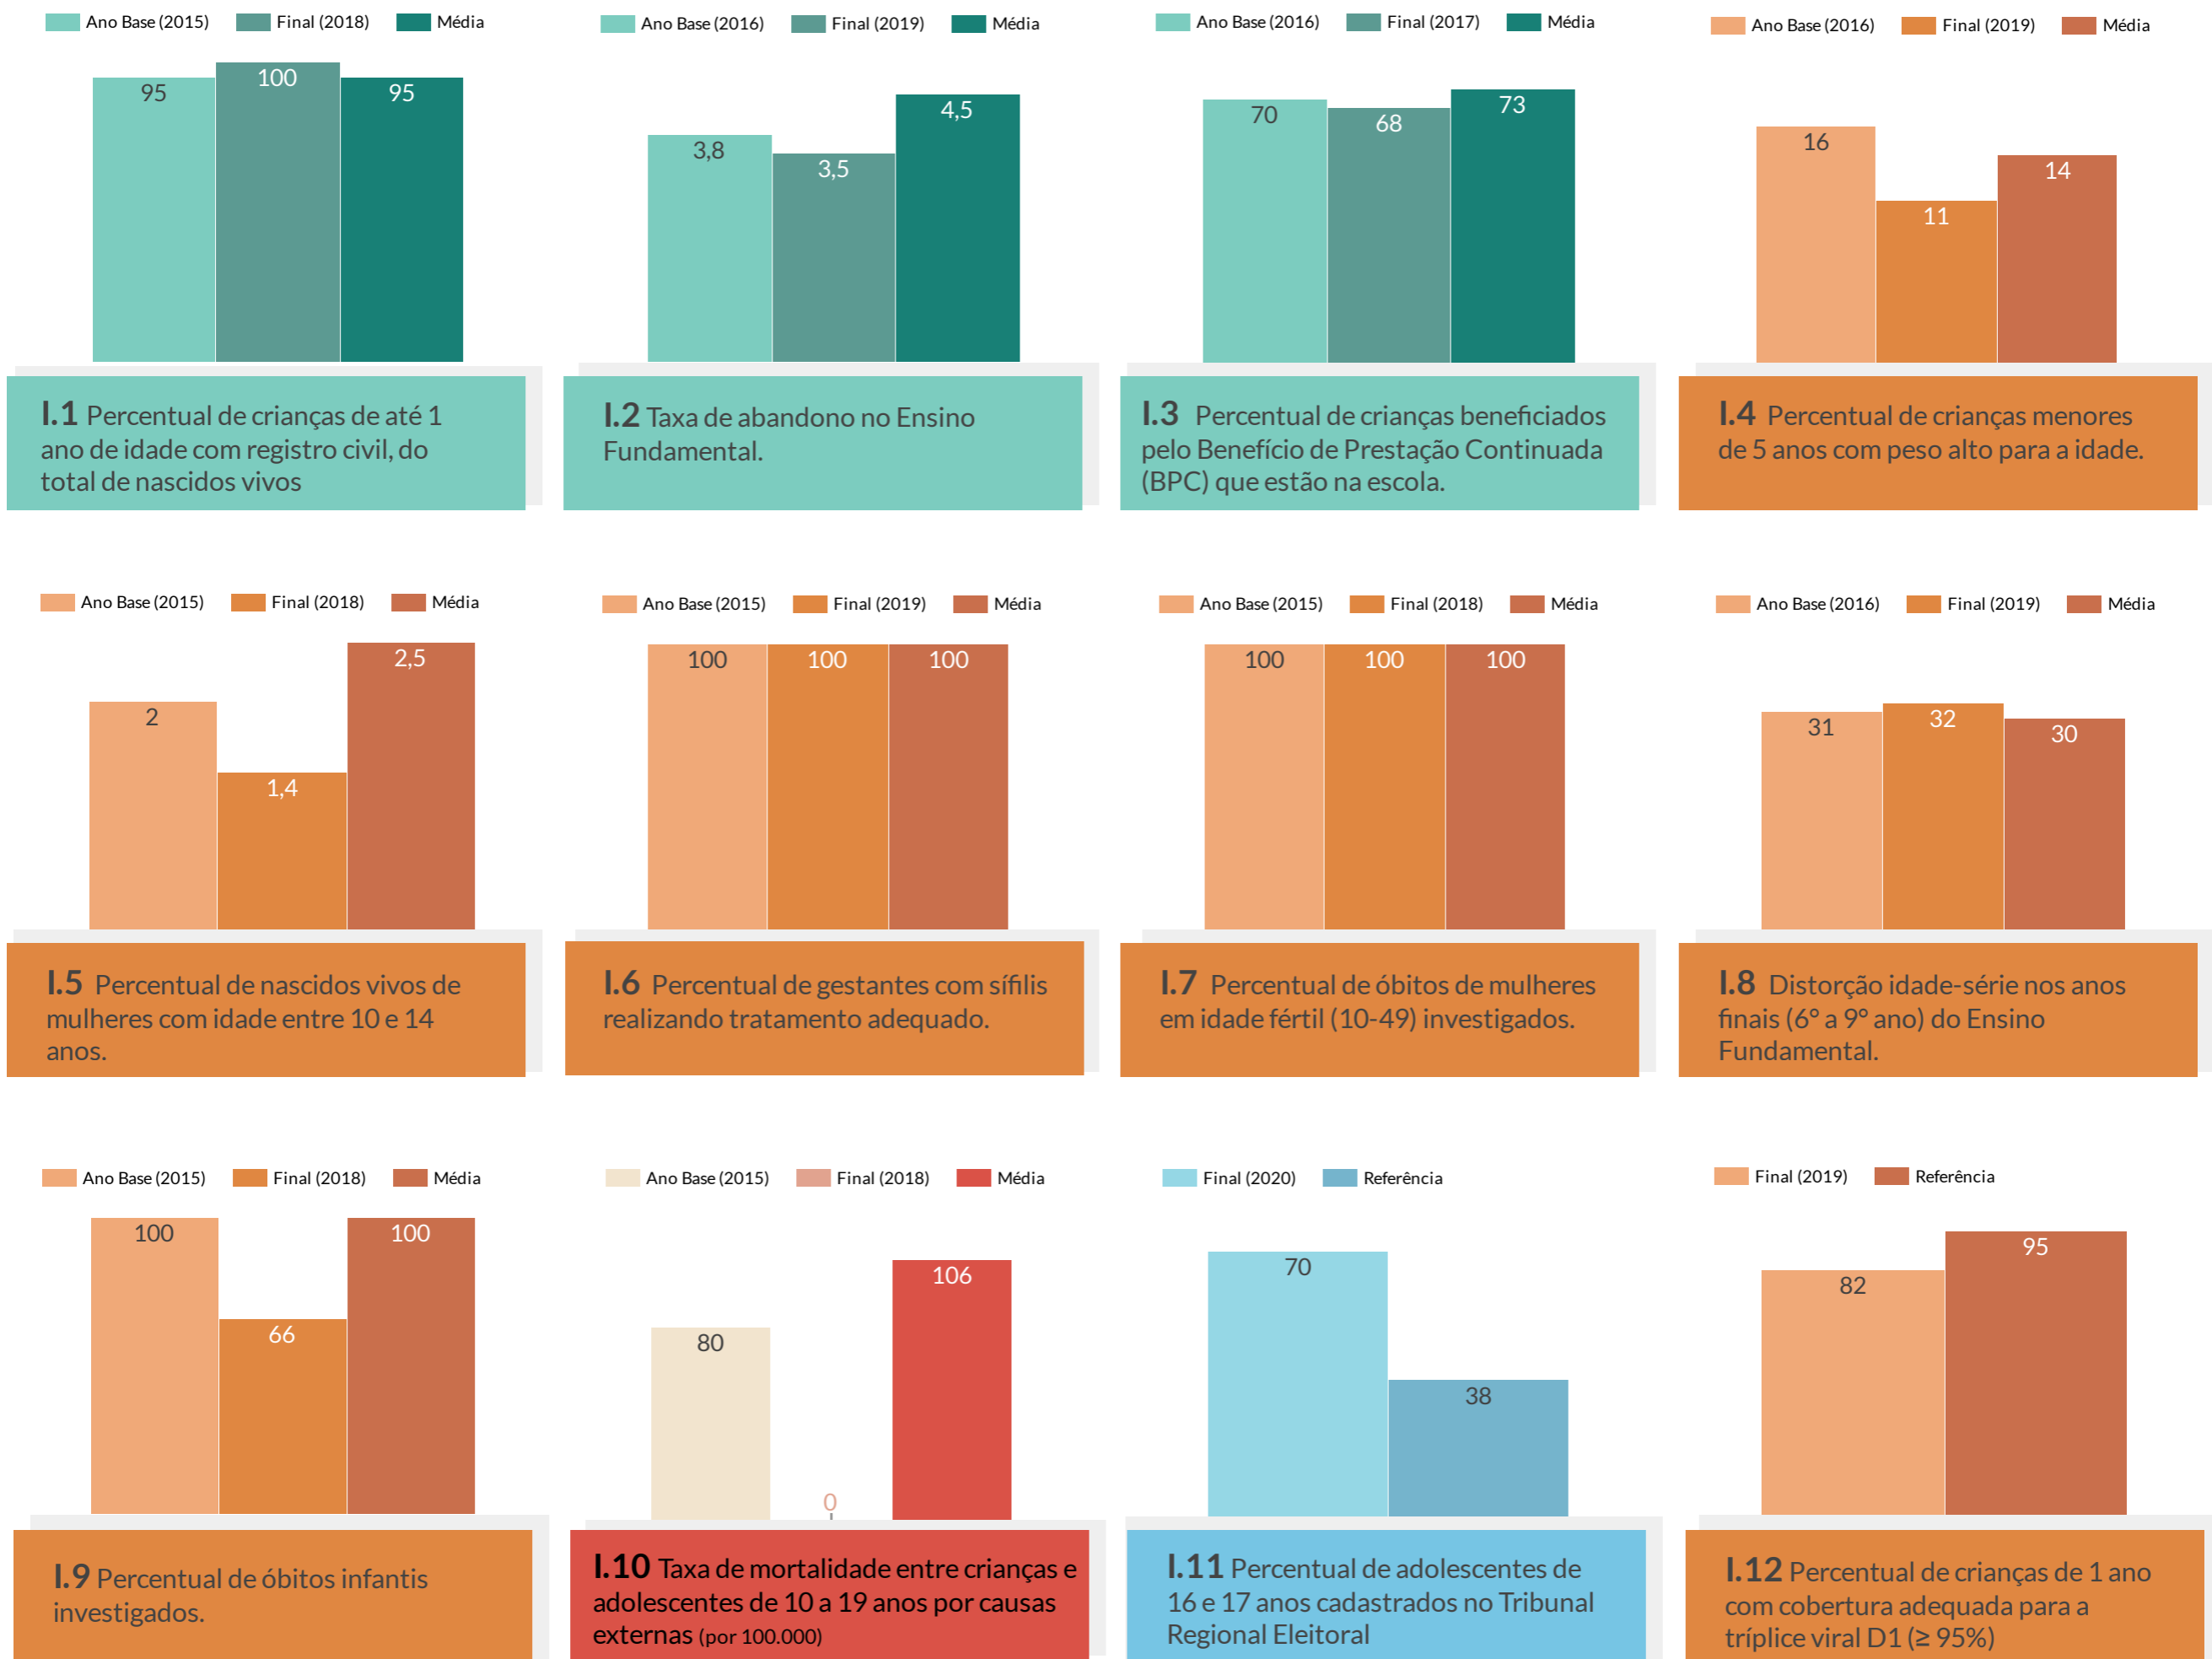 Ano Base (2015) Final (2018) Média
95 100 95
I.1 Percentual de crianças de até 1
ano de idade com registro civil, do
total de nascidos vivos
Ano Base (2016) Final (2019) Média
3,8 3,5 4,5
I.2 Taxa de abandono no Ensino
Fundamental.
Ano Base (2016) Final (2017) Média
70 68 73
I.3 Percentual de crianças beneficiados
pelo Benefício de Prestação Continuada
(BPC) que estão na escola.
Ano Base (2016) Final (2019) Média
16 11 14
I.4 Percentual de crianças menores
de 5 anos com peso alto para a idade.
Ano Base (2015) Final (2018) Média
2 1,4 2,5
I.5 Percentual de nascidos vivos de
mulheres com idade entre 10 e 14
anos.
Ano Base (2015) Final (2019) Média
100 100 100
I.6 Percentual de gestantes com sífilis
realizando tratamento adequado.
Ano Base (2015) Final (2018) Média
100 100 100
I.7 Percentual de óbitos de mulheres
em idade fértil (10-49) investigados.
Ano Base (2016) Final (2019) Média
31 32 30
I.8 Distorção idade-série nos anos
finais (6° a 9° ano) do Ensino
Fundamental.
Ano Base (2015) Final (2018) Média
100 66 100
I.9 Percentual de óbitos infantis
investigados.
Ano Base (2015) Final (2018) Média
80 0 106
I.10 Taxa de mortalidade entre crianças e
adolescentes de 10 a 19 anos por causas
externas (por 100.000)
Final (2020) Referência
70 38
I.11 Percentual de adolescentes de
16 e 17 anos cadastrados no Tribunal
Regional Eleitoral
Final (2019) Referência
82 95
I.12 Percentual de crianças de 1 ano
com cobertura adequada para a
tríplice viral D1 (≥ 95%)